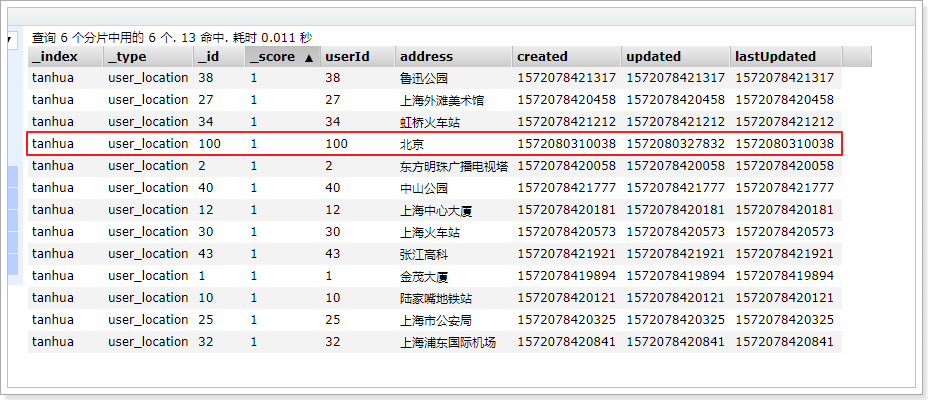 查询 6 个分片中用的 6 个. 13 命中. 耗时 0.011 秒
_index _type _id _score ▲ userId address created updated lastUpdated
tanhua user_location 38 1 38 鲁迅公园 1572078421317 1572078421317 1572078421317
tanhua user_location 27 1 27 上海外滩美术馆 1572078420458 1572078420458 1572078420458
tanhua user_location 34 1 34 虹桥火车站 1572078421212 1572078421212 1572078421212
tanhua user_location 100 1 100 北京 1572080310038 1572080327832 1572080310038
tanhua user_location 2 1 2 东方明珠广播电视塔 1572078420058 1572078420058 1572078420058
tanhua user_location 40 1 40 中山公园 1572078421777 1572078421777 1572078421777
tanhua user_location 12 1 12 上海中心大厦 1572078420181 1572078420181 1572078420181
tanhua user_location 30 1 30 上海火车站 1572078420573 1572078420573 1572078420573
tanhua user_location 43 1 43 张江高科 1572078421921 1572078421921 1572078421921
tanhua user_location 1 1 1 金茂大厦 1572078419894 1572078419894 1572078419894
tanhua user_location 10 1 10 陆家嘴地铁站 1572078420121 1572078420121 1572078420121
tanhua user_location 25 1 25 上海市公安局 1572078420325 1572078420325 1572078420325
tanhua user_location 32 1 32 上海浦东国际机场 1572078420841 1572078420841 1572078420841